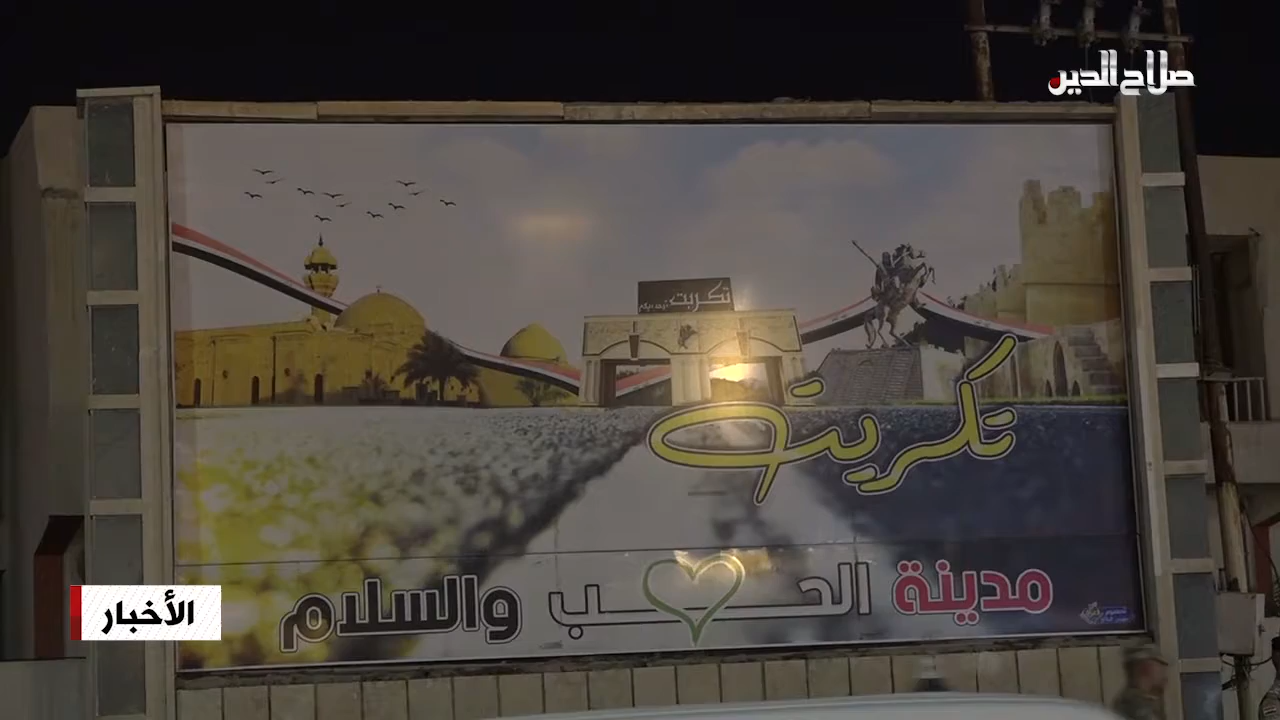 صلاح الدين
تكريت
تكريت
مدينة الحب والسلام
الأخبار